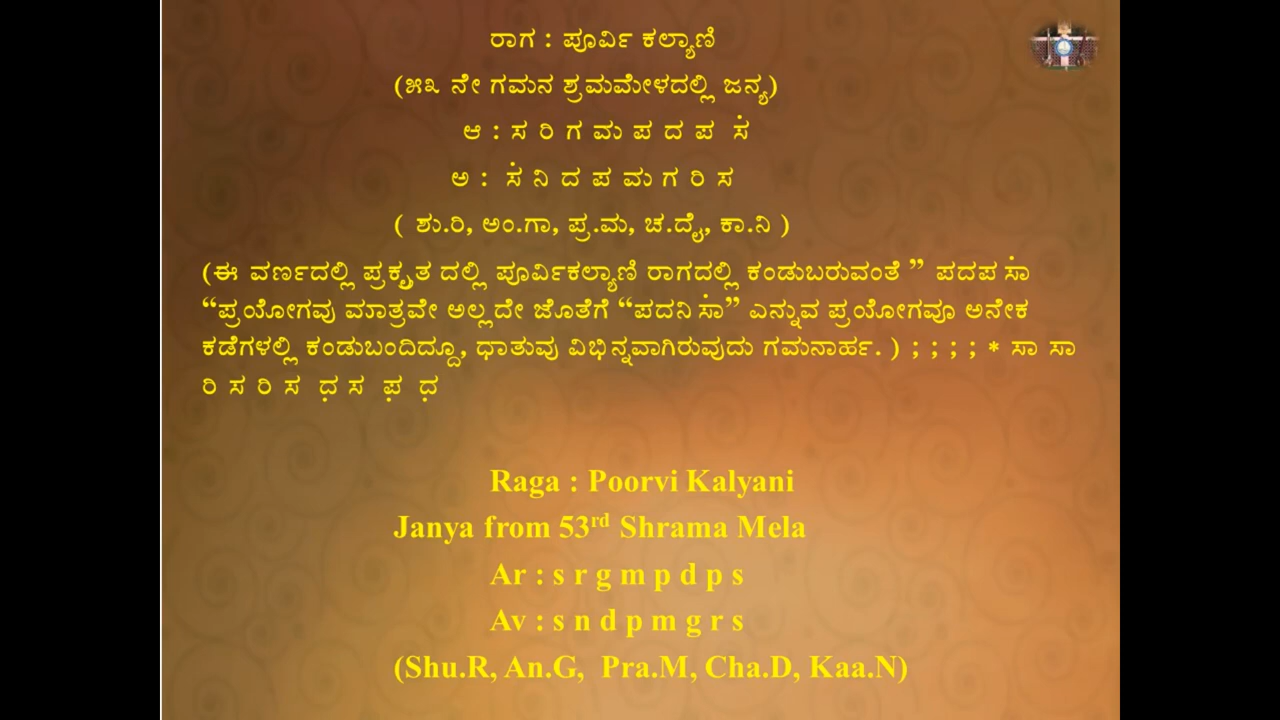 ರಾಗ : ಪೂರ್ವಿ ಕಲ್ಯಾಣಿ
(೫೩ ನೇ ಗಮನ ಶ್ರಮಮೇಳದಲ್ಲಿ ಜನ್ಯ)
ಆ : ಸ ರಿ ಗ ಮ ಪ ದ ಪ ಸ̇
ಅ : ಸ̇ ನಿ ದ ಪ ಮ ಗ ರಿ ಸ
( ಶು.ರಿ, ಅಂ.ಗಾ, ಪ್ರ.ಮ, ಚ.ದೈ, ಕಾ.ನಿ )
(ಈ ವರ್ಣದಲ್ಲಿ ಪ್ರಕೃತ ದಲ್ಲಿ ಪೂರ್ವಿಕಲ್ಯಾಣಿ ರಾಗದಲ್ಲಿ ಕಂಡುಬರುವಂತೆ ” ಪದಪ ಸಾ̇
“ಪ್ರಯೋಗವು ಮಾತ್ರವೇ ಅಲ್ಲದೇ ಜೊತೆಗೆ “ಪದನಿ ಸಾ̇” ಎನ್ನುವ ಪ್ರಯೋಗವೂ ಅನೇಕ
ಕಡೆಗಳಲ್ಲಿ ಕಂಡುಬಂದಿದ್ದೂ, ಧಾತುವು ವಿಭಿನ್ನವಾಗಿರುವುದು ಗಮನಾರ್ಹ. ) ; ; ; ; * ಸಾ ಸಾ
ರಿ ಸ ರಿ ಸ ಧ̣ ಸ ಪ̣ ಧ̣
Raga : Poorvi Kalyani
Janya from 53rd Shrama Mela
Ar : s r g m p d p s
Av : s n d p m g r s
(Shu.R, An.G, Pra.M, Cha.D, Kaa.N)